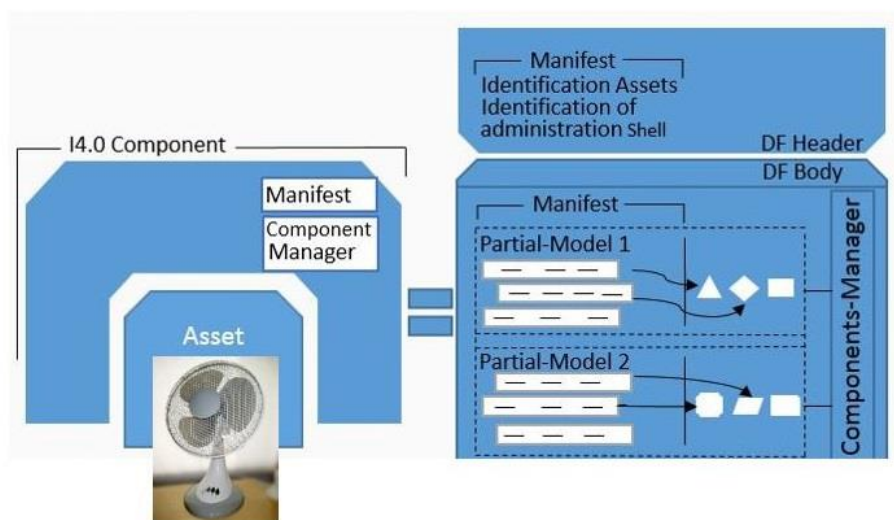 I4.0 Component
Manifest
Component
Manager
Asset
Manifest
Identification Assets
Identification of
administration Shell
DF Header
DF Body
Manifest
Partial-Model 1
Partial-Model 2
Components-Manager